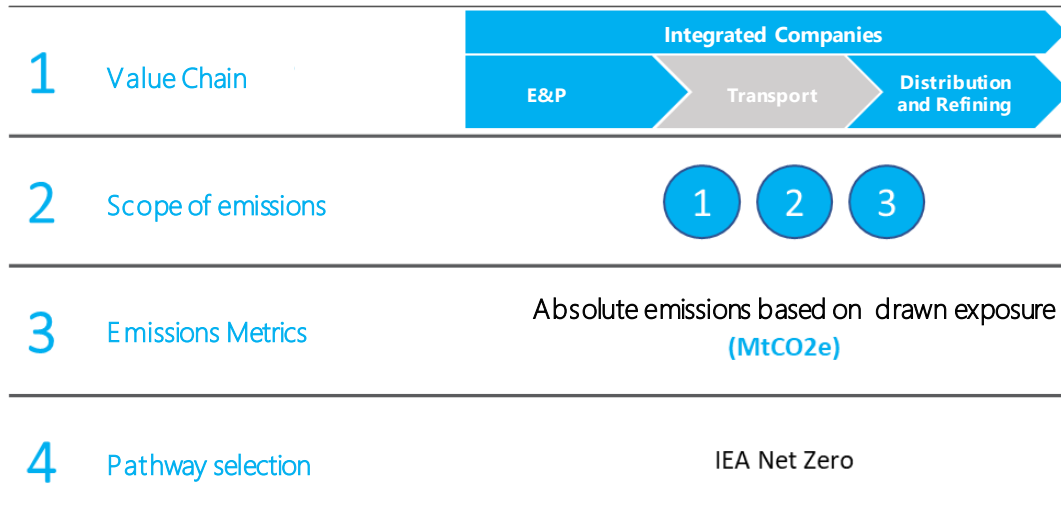 Integrated Companies
1
Value Chain
E&P
Transport
Distribution
and Refining
2
Scope of emissions
1
2
3
3
Emissions Metrics
Absolute emissions based on drawn exposure
(MtCO2e)
4
Pathway selection
IEA Net Zero